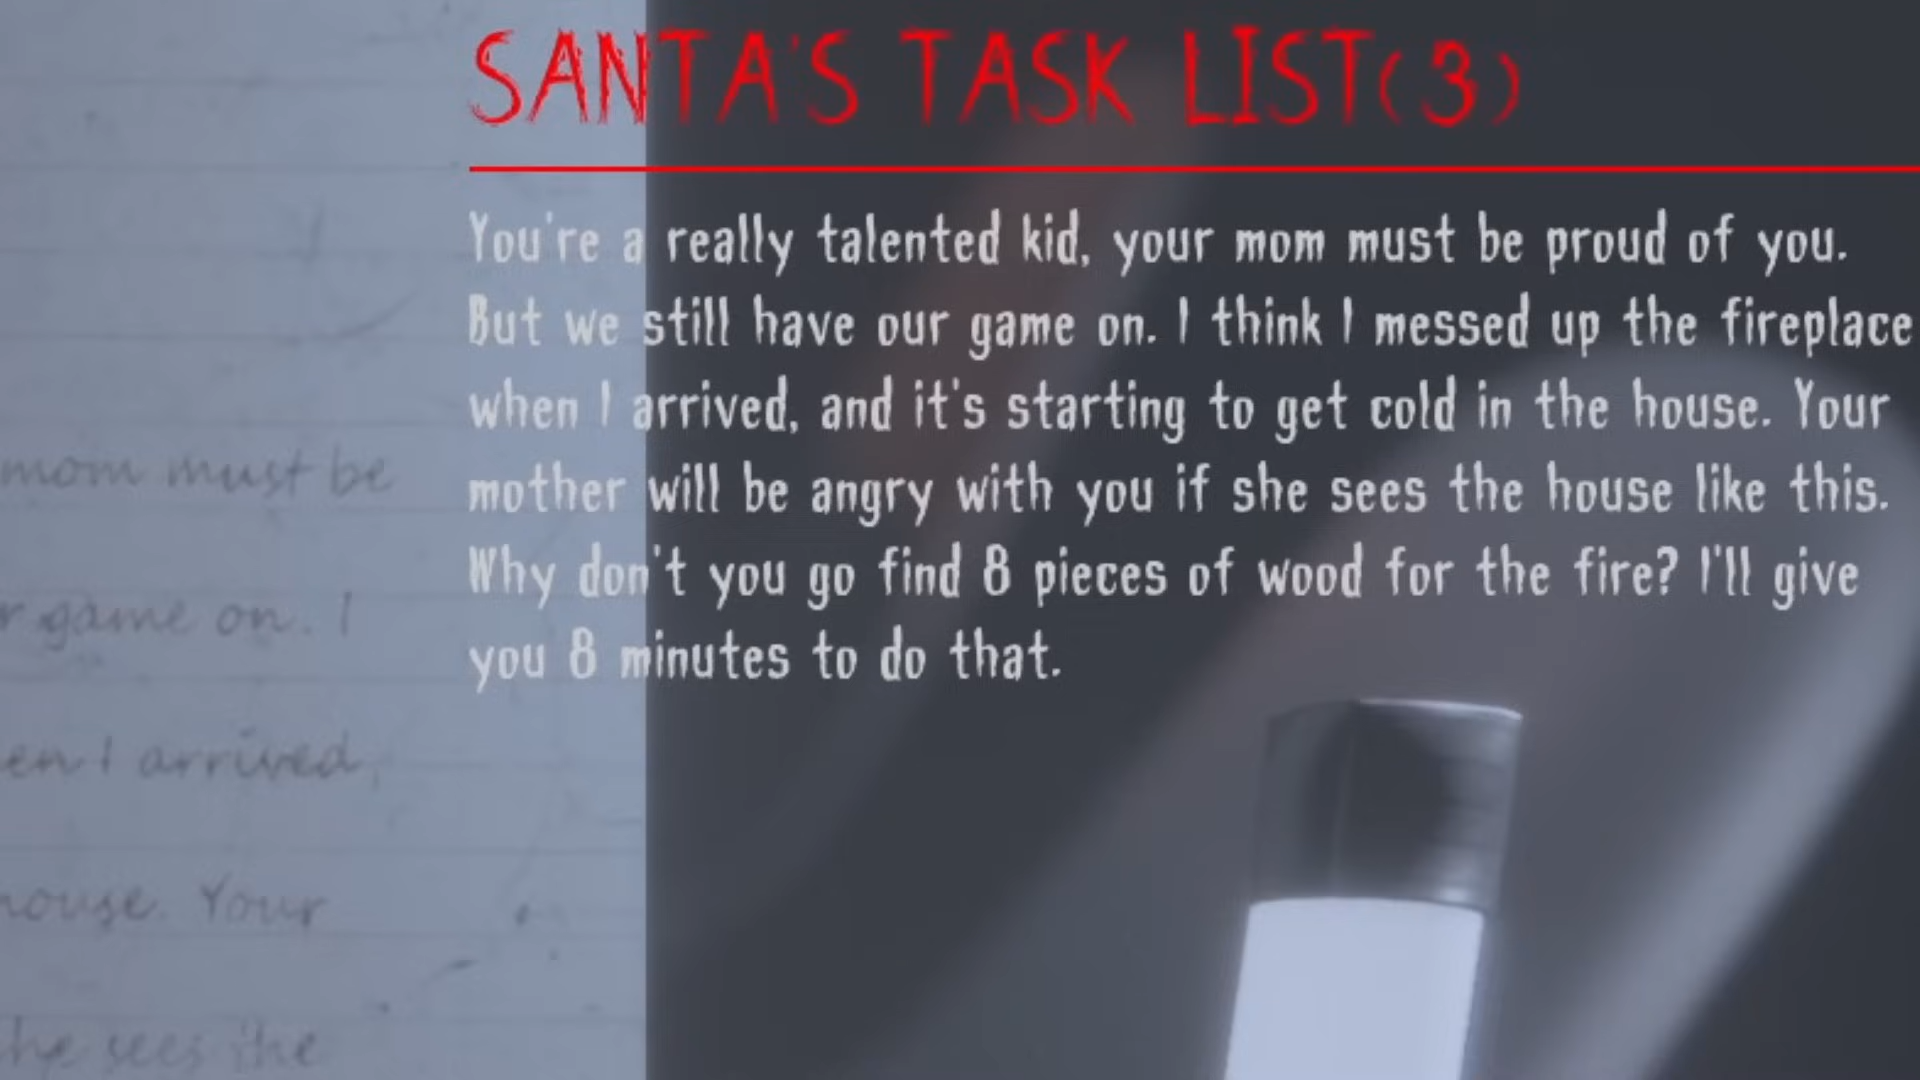 SANTA'S TASK LIST(3)
You're a really talented kid, your mom must be proud of you.
But we still have our game on. I think I messed up the fireplace
when I arrived, and it's starting to get cold in the house. Your
mother will be angry with you if she sees the house like this.
Why don't you go find 8 pieces of wood for the fire? I'll give
you 8 minutes to do that.
mom must be
game on. I
en I arrived,
house. Your
he sees the